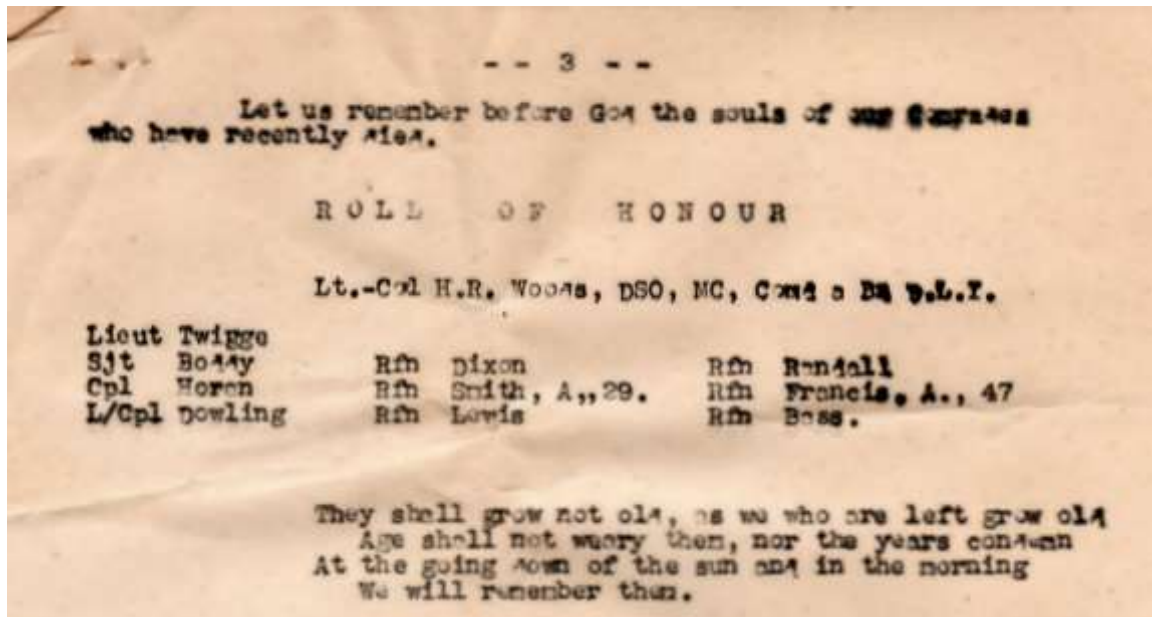 -- 3 --
Let us remember before God the souls of our Comrades
who have recently died.
ROLL OF HONOUR
Lt.-Col H.R. Woods, DSO, MC, Comd a Bn D.L.Y.
Lieut Twigge
Sjt Boddy Rfn Dixon Rfn Randall
Cpl Horen Rfn Smith, A,,29. Rfn Francis, A., 47
L/Cpl Dowling Rfn Lewis Rfn Bass.
They shall grow not old, as we who are left grow old
Age shall not weary them, nor the years condemn
At the going down of the sun and in the morning
We will remember them.